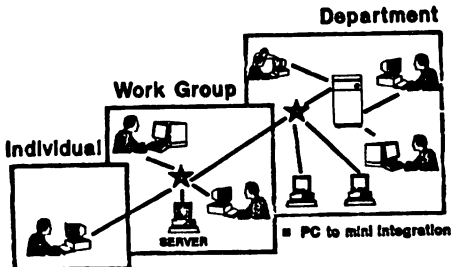 Department
Work Group
Individual
SERVER
■ PC to mini integration